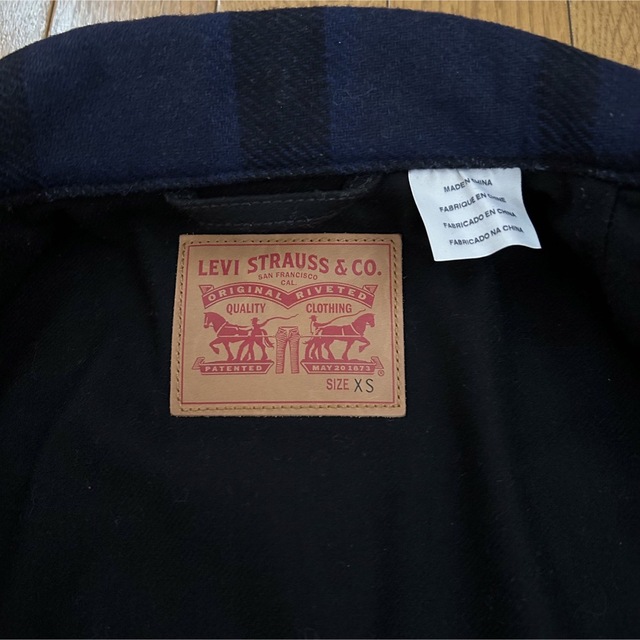 LEVI STRAUSS & CO.
SAN FRANCISCO
CAL.
ORIGINAL RIVETED
QUALITY CLOTHING
PATENTED MAY 20 1873
®
SIZE XS
MADE IN CHINA
FABRIQUÉ EN CHINE
FABRICADO EN CHINA
FABRICADO NA CHINA